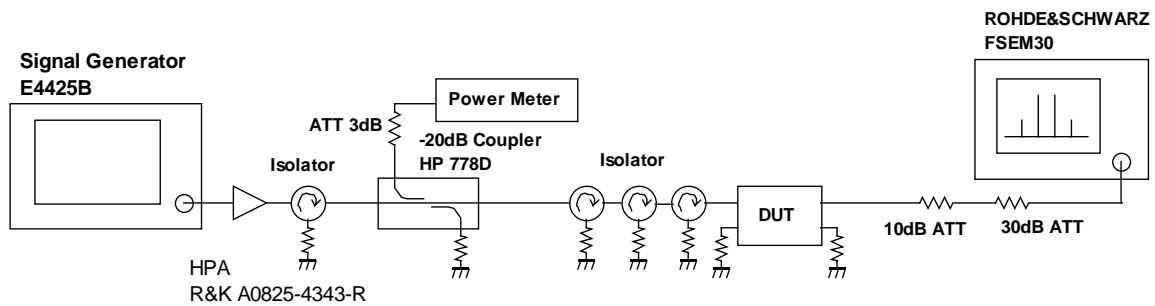 ROHDE&SCHWARZ
FSEM30
Signal Generator
E4425B
Power Meter
ATT 3dB
-20dB Coupler
HP 778D
Isolator
Isolator
DUT
10dB ATT
30dB ATT
HPA
R&K A0825-4343-R